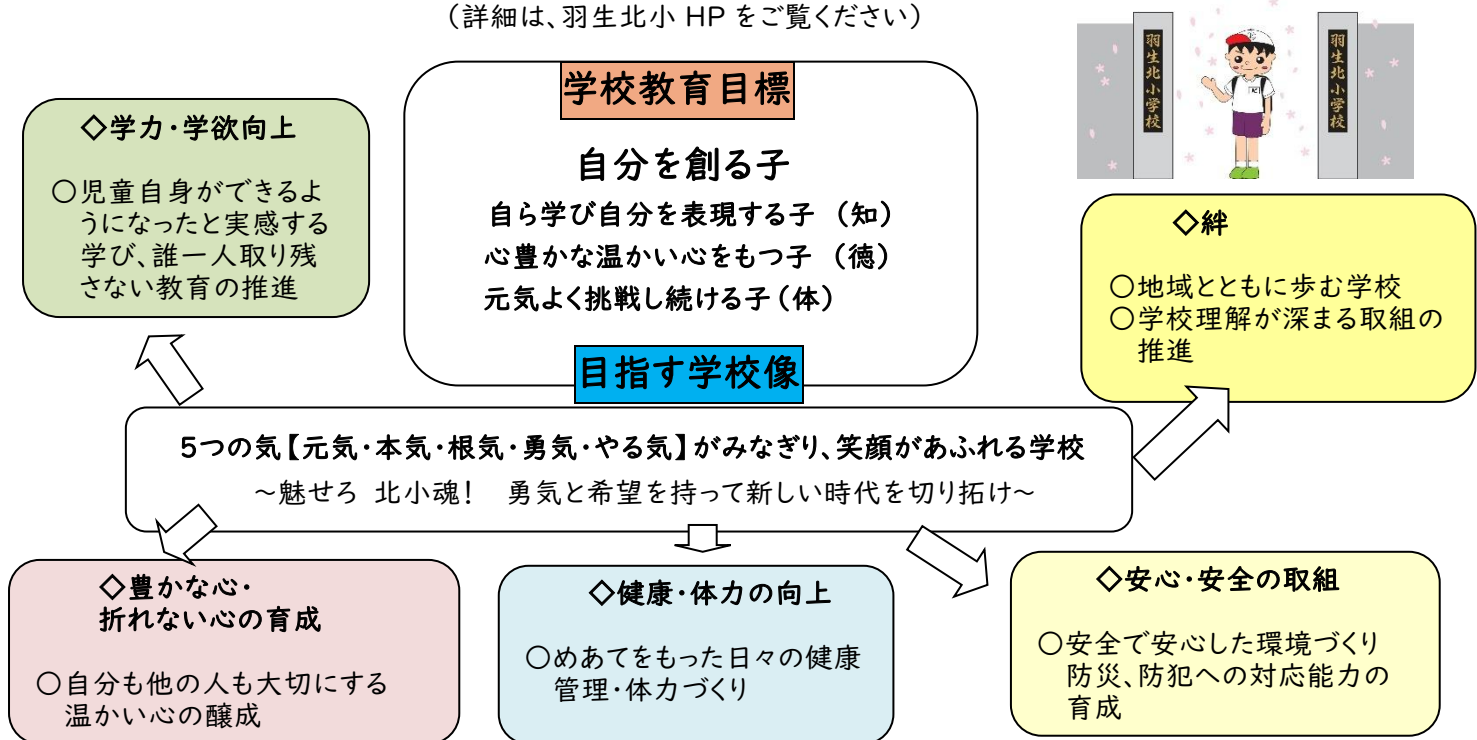 （詳細は、羽生北小 HP をご覧ください）
羽生北小学校
羽生北小学校
学校教育目標
自分を創る子
自ら学び自分を表現する子 （知）
心豊かな温かい心をもつ子 （徳）
元気よく挑戦し続ける子（体）
◇学力・学欲向上
〇児童自身ができるよ
うになったと実感する
学び、誰一人取り残
さない教育の推進
◇絆
〇地域とともに歩む学校
〇学校理解が深まる取組の
推進
目指す学校像
５つの気【元気・本気・根気・勇気・やる気】がみなぎり、笑顔があふれる学校
～魅せろ 北小魂！ 勇気と希望を持って新しい時代を切り拓け～
◇豊かな心・
折れない心の育成
〇自分も他の人も大切にする
温かい心の醸成
◇健康・体力の向上
〇めあてをもった日々の健康
管理・体力づくり
◇安心・安全の取組
〇安全で安心した環境づくり
防災、防犯への対応能力の
育成